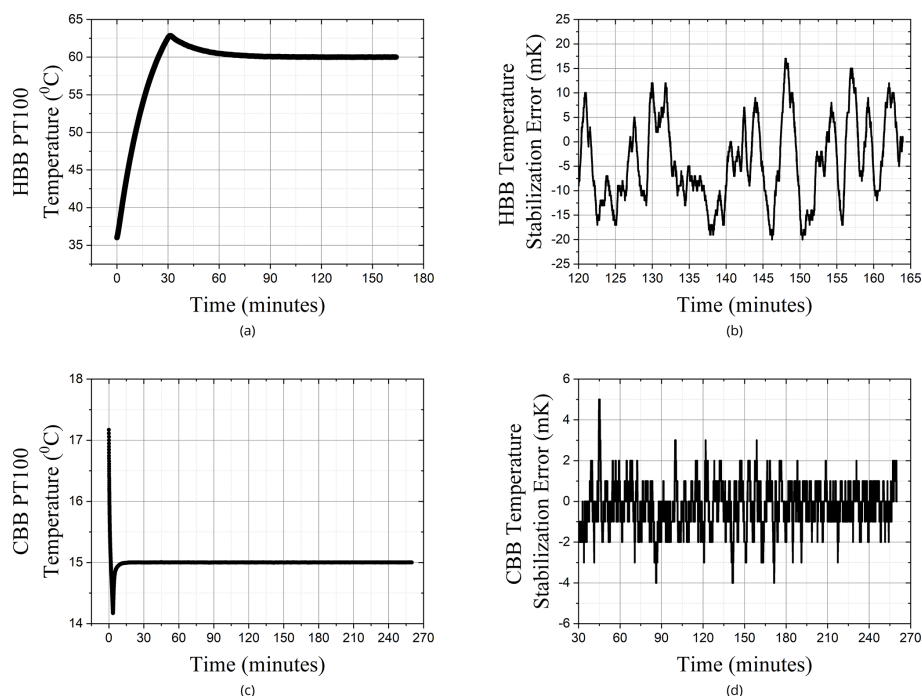 65
60
55
50
45
40
35
0 30 60 90 120 150 180
HBB PT100
Temperature (⁰C)
Time (minutes)
(a)
25
20
15
10
5
0
-5
-10
-15
-20
-25
120 125 130 135 140 145 150 155 160 165
HBB Temperature
Stabilization Error (mK)
Time (minutes)
(b)
18
17
16
15
14
0 30 60 90 120 150 180 210 240 270
CBB PT100
Temperature (⁰C)
Time (minutes)
(c)
6
4
2
0
-2
-4
-6
30 60 90 120 150 180 210 240 270
CBB Temperature
Stabilization Error (mK)
Time (minutes)
(d)